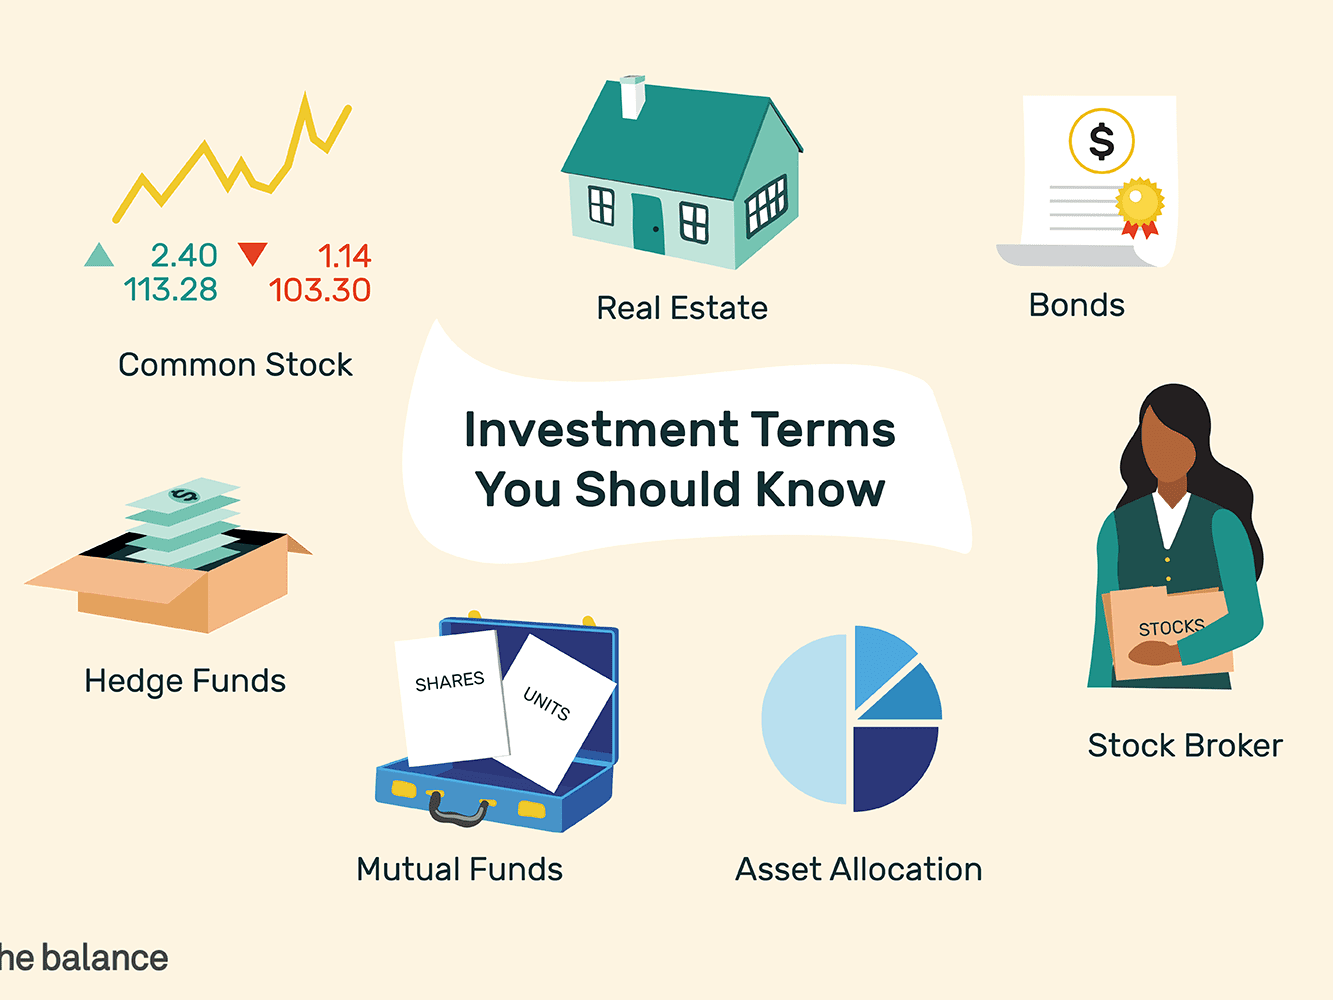 2.40
113.28
1.14
103.30
Common Stock
Real Estate
$
Bonds
Investment Terms
You Should Know
$
Hedge Funds
SHARES
UNITS
Mutual Funds
Asset Allocation
STOCKS
Stock Broker
he balance